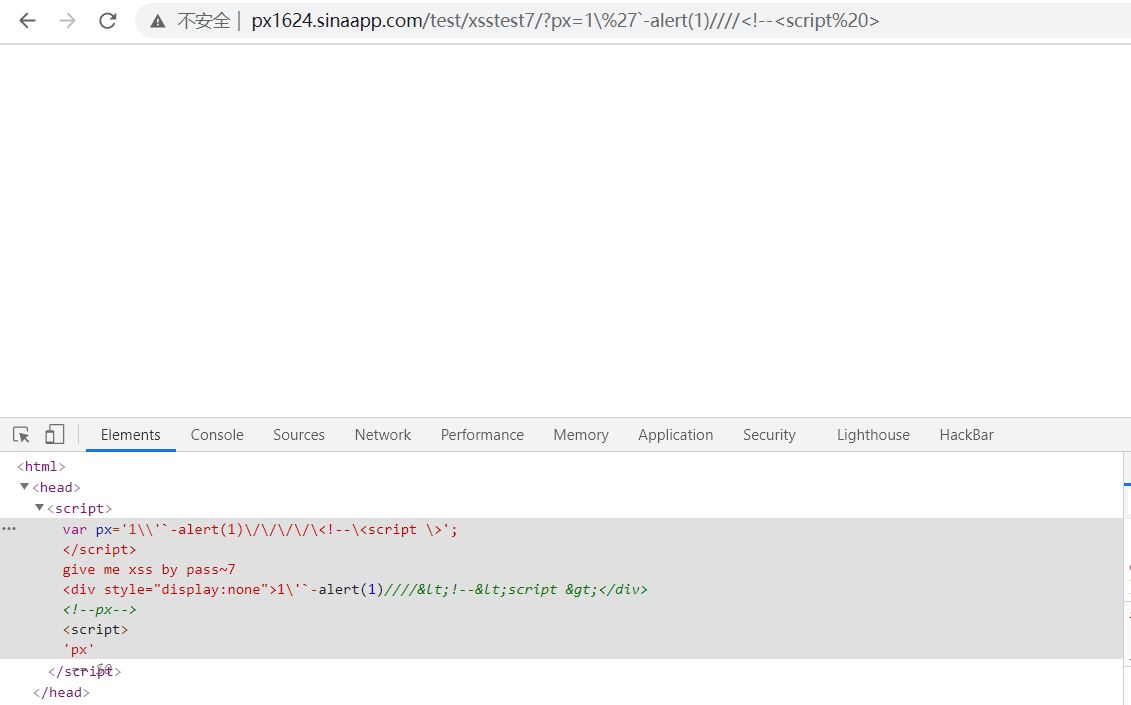 不安全 | px1624.sinaapp.com/test/xsstest7/?px=1\%27`-alert(1)////<!--<script%20>
Elements Console Sources Network Performance Memory Application Security Lighthouse HackBar
<html>
<head>
<script>
var px='1\\'`-alert(1)\/\/\/\/\<!--\<script \>';
</script>
give me xss by pass~7
<div style="display:none">1\'`-alert(1)////&lt;!--&lt;script &gt;</div>
<!--px-->
<script>
'px'
</script> == $0
</head>